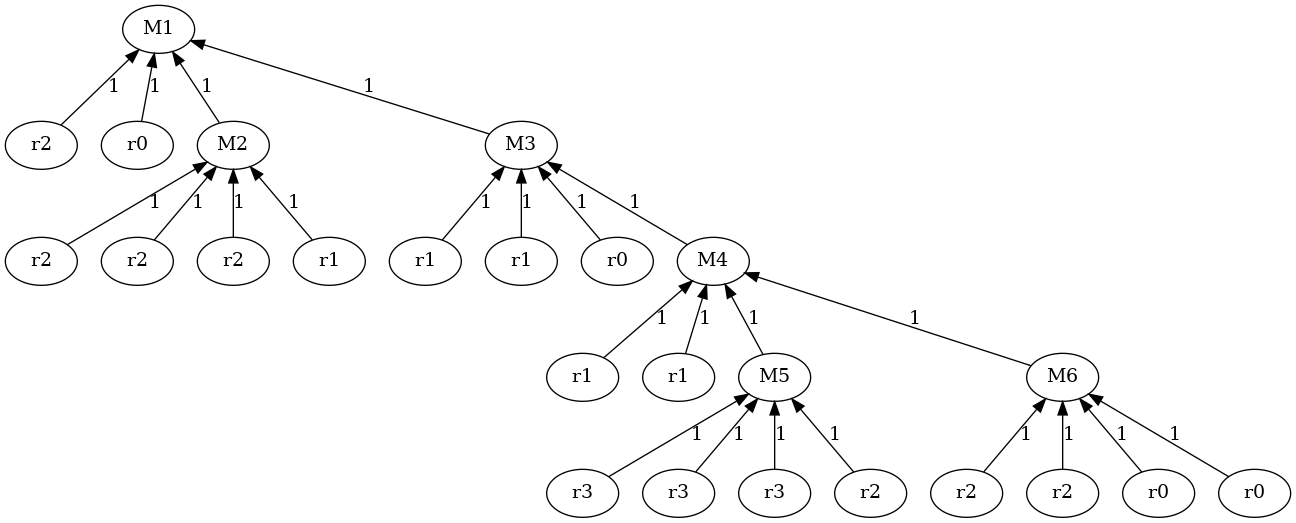 M1
1 1 1 1
r2 r0 M2 M3
1 1 1 1 1 1 1 1
r2 r2 r2 r1 r1 r1 r0 M4
1 1 1 1
r1 r1 M5 M6
1 1 1 1 1 1 1 1
r3 r3 r3 r2 r2 r2 r0 r0